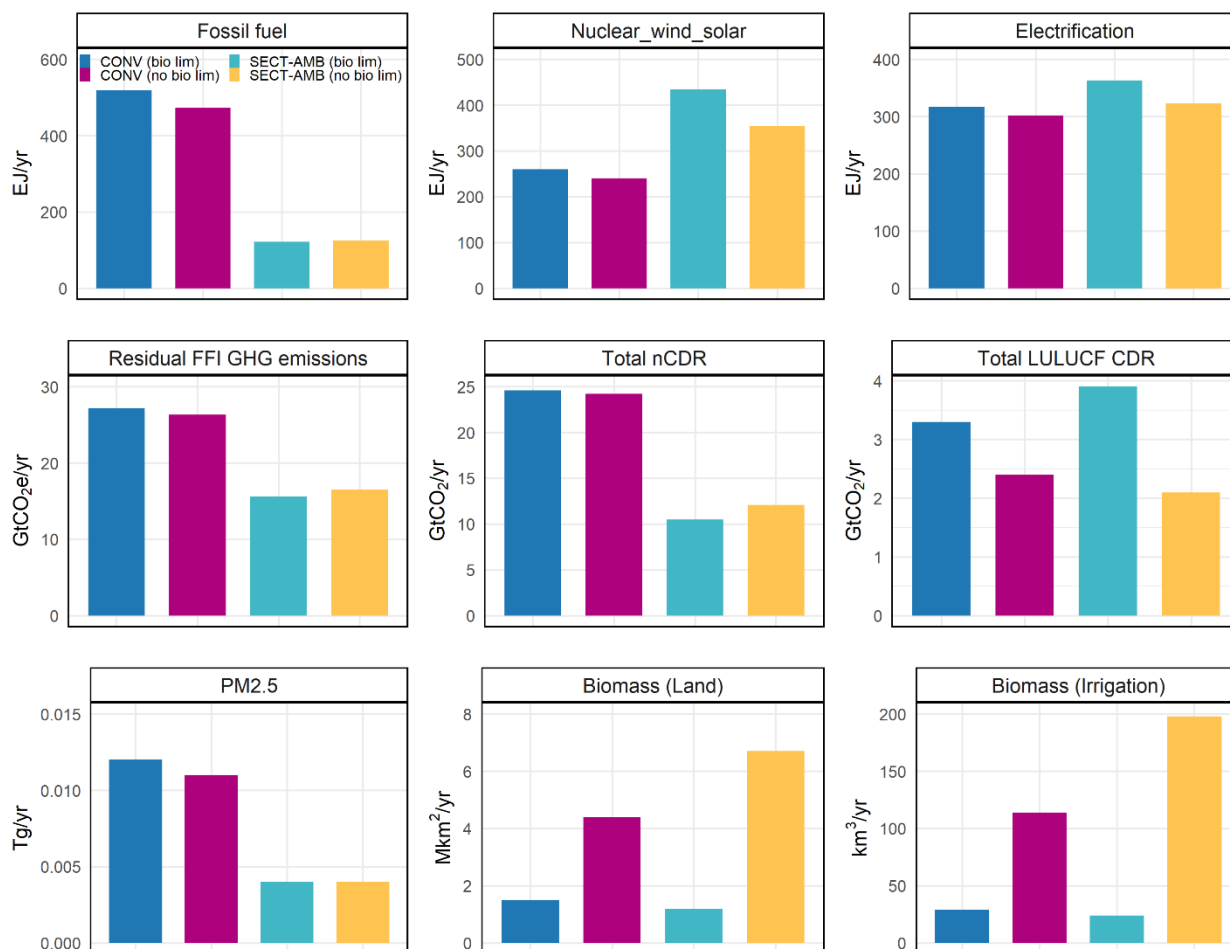 Fossil fuel
EJ/yr
600
400
200
0
CONV (bio lim)
CONV (no bio lim)
SECT-AMB (bio lim)
SECT-AMB (no bio lim)
Nuclear_wind_solar
EJ/yr
500
400
300
200
100
0
Electrification
EJ/yr
400
300
200
100
0
Residual FFI GHG emissions
GtCO₂e/yr
30
20
10
0
Total nCDR
GtCO₂/yr
25
20
15
10
5
0
Total LULUCF CDR
GtCO₂/yr
4
3
2
1
0
PM2.5
Tg/yr
0.015
0.010
0.005
0.000
Biomass (Land)
Mkm²/yr
8
6
4
2
0
Biomass (Irrigation)
km³/yr
200
150
100
50
0